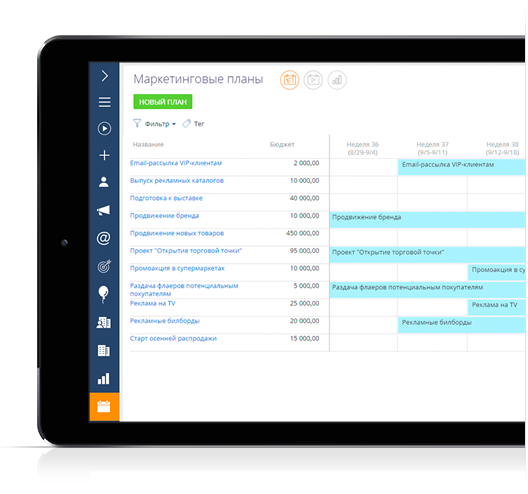 Маркетинговые планы
НОВЫЙ ПЛАН
Фильтр Тег
Название Бюджет Неделя 36 Неделя 37 Неделя 38
(8/29-9/4) (9/5-9/11) (9/12-9/18)
Email-рассылка VIP-клиентам 2 000,00 Email-рассылка VIP-клиентам
Выпуск рекламных каталогов 10 000,00
Подготовка к выставке 40 000,00
Продвижение бренда 10 000,00 Продвижение бренда
Продвижение новых товаров 450 000,00
Проект "Открытие торговой точки" 95 000,00 Проект "Открытие торговой точки"
Промоакция в супермаркетах 10 000,00 Промоакция в су
Раздача флаеров потенциальным 5 000,00 Раздача флаеров потенциальным покупателям
покупателям
Реклама на TV 25 000,00 Реклама на TV
Рекламные билборды 20 000,00 Рекламные билборды
Старт осенней распродажи 15 000,00